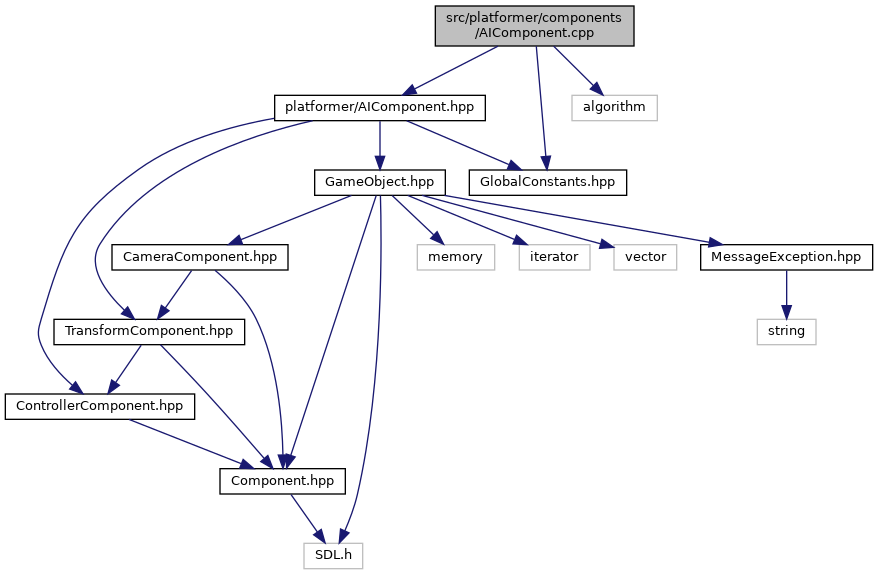 src/platformer/components
/AIComponent.cpp
platformer/AIComponent.hpp
algorithm
GameObject.hpp
GlobalConstants.hpp
CameraComponent.hpp
memory
iterator
vector
MessageException.hpp
TransformComponent.hpp
string
ControllerComponent.hpp
Component.hpp
SDL.h